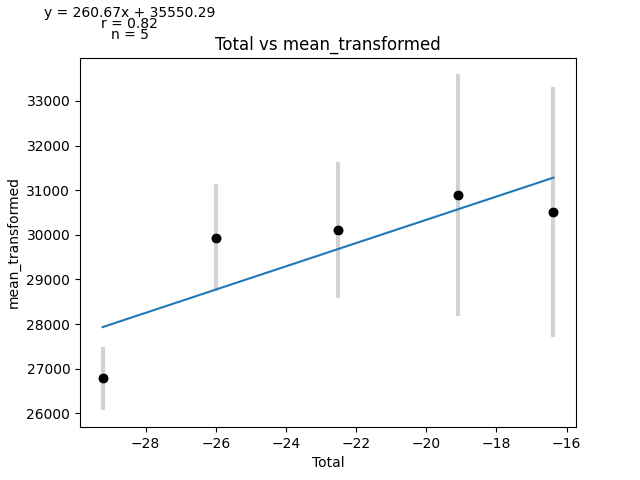 y = 260.67x + 35550.29
r = 0.82
n = 5
Total vs mean_transformed
33000
32000
31000
30000
29000
28000
27000
26000
mean_transformed
−28
−26
−24
−22
−20
−18
−16
Total